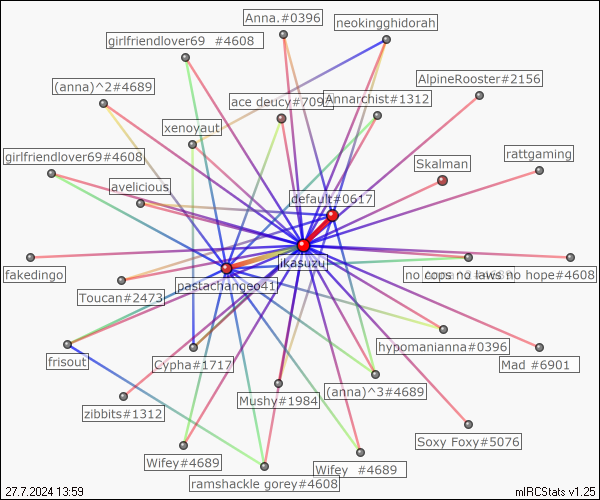 Anna.#0396
neokingghidorah
girlfriendlover69 #4608
AlpineRooster#2156
(anna)^2#4689
ace deucy#709
Annarchist#1312
xenoyaut
girlfriendlover69#4608
Skalman
rattgaming
avelicious
default#0617
ikasuzu
fakedingo
no cops no laws no hope#4608
Toucan#2473
pastachangeo41
hypomanianna#0396
frisout
Cypha#1717
Mad #6901
(anna)^3#4689
Mushy#1984
zibbits#1312
Soxy Foxy#5076
Wifey#4689
Wifey #4689
ramshackle gorey#4608
27.7.2024 13:59
mIRCStats v1.25